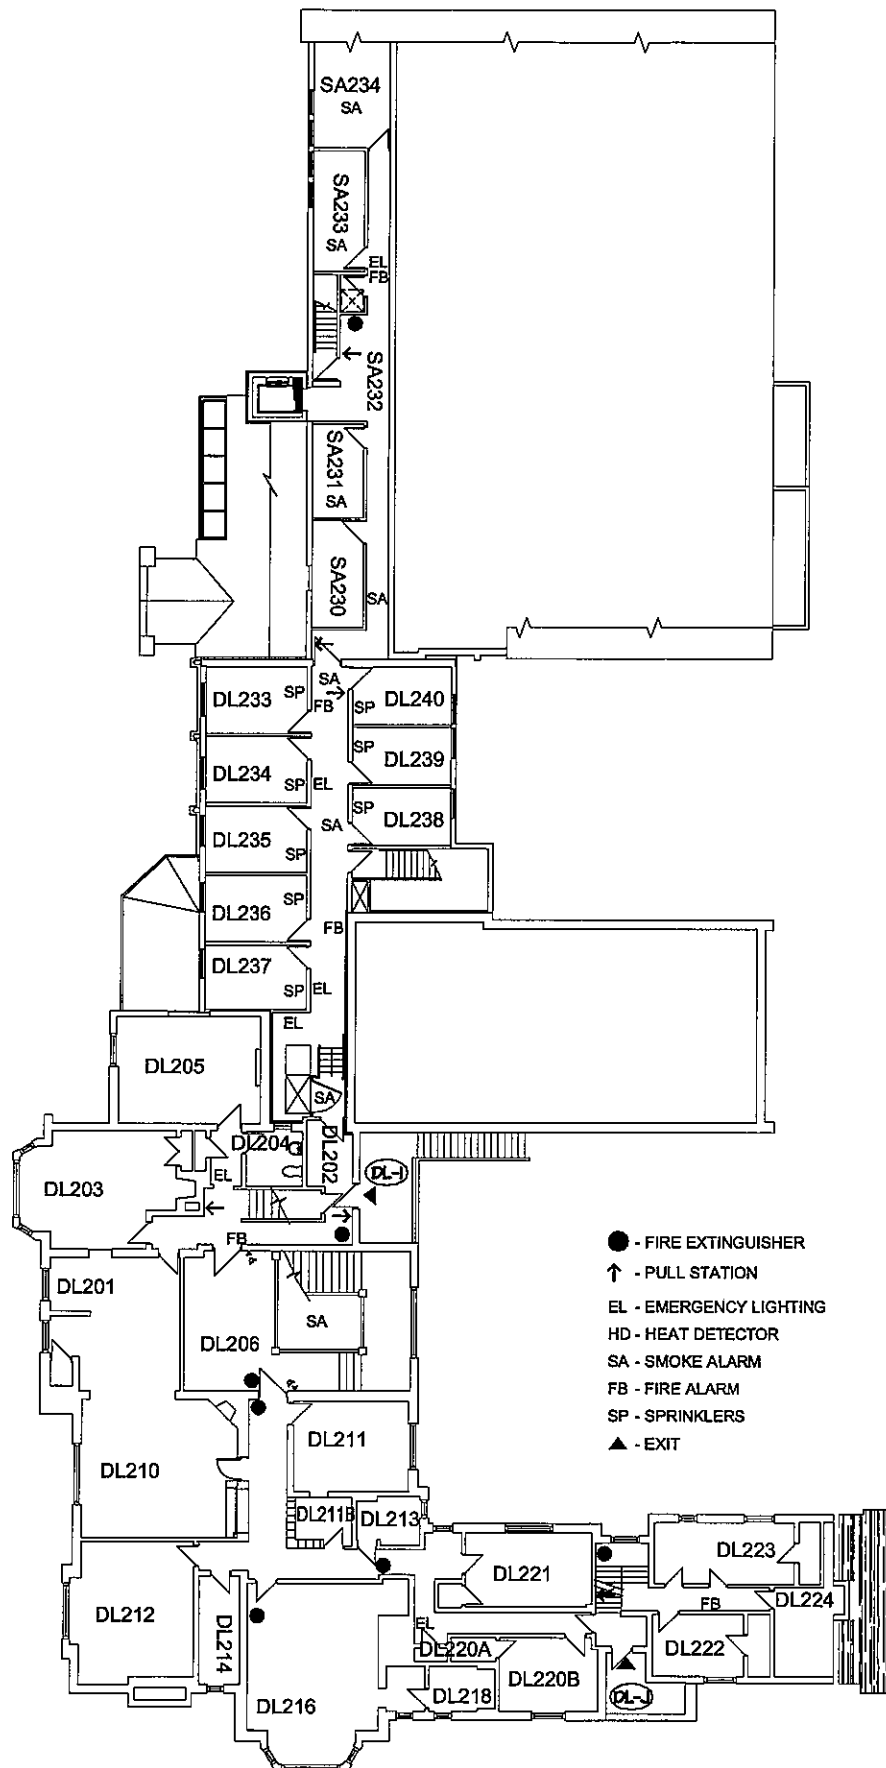 SA234
SA
SA233
SA
EL
FB
SA232
SA231
SA
SA230
SA
SA
DL233 SP
FB
SP DL240
SP DL239
DL234 SP
EL
SP DL238
SA
DL235 SP
SP
DL236
FB
DL237
SP EL
EL
DL205
SA
DL204
DL202
EL
DL-I
DL203
FB
DL201
DL206
SA
- FIRE EXTINGUISHER
- PULL STATION
EL - EMERGENCY LIGHTING
HD - HEAT DETECTOR
SA - SMOKE ALARM
FB - FIRE ALARM
SP - SPRINKLERS
- EXIT
DL211
DL210
DL211B
DL213
DL221
DL223
DL224
FB
DL212
DL214
EL
DL220A
DL222
DL216
DL218
DL220B
DL-J